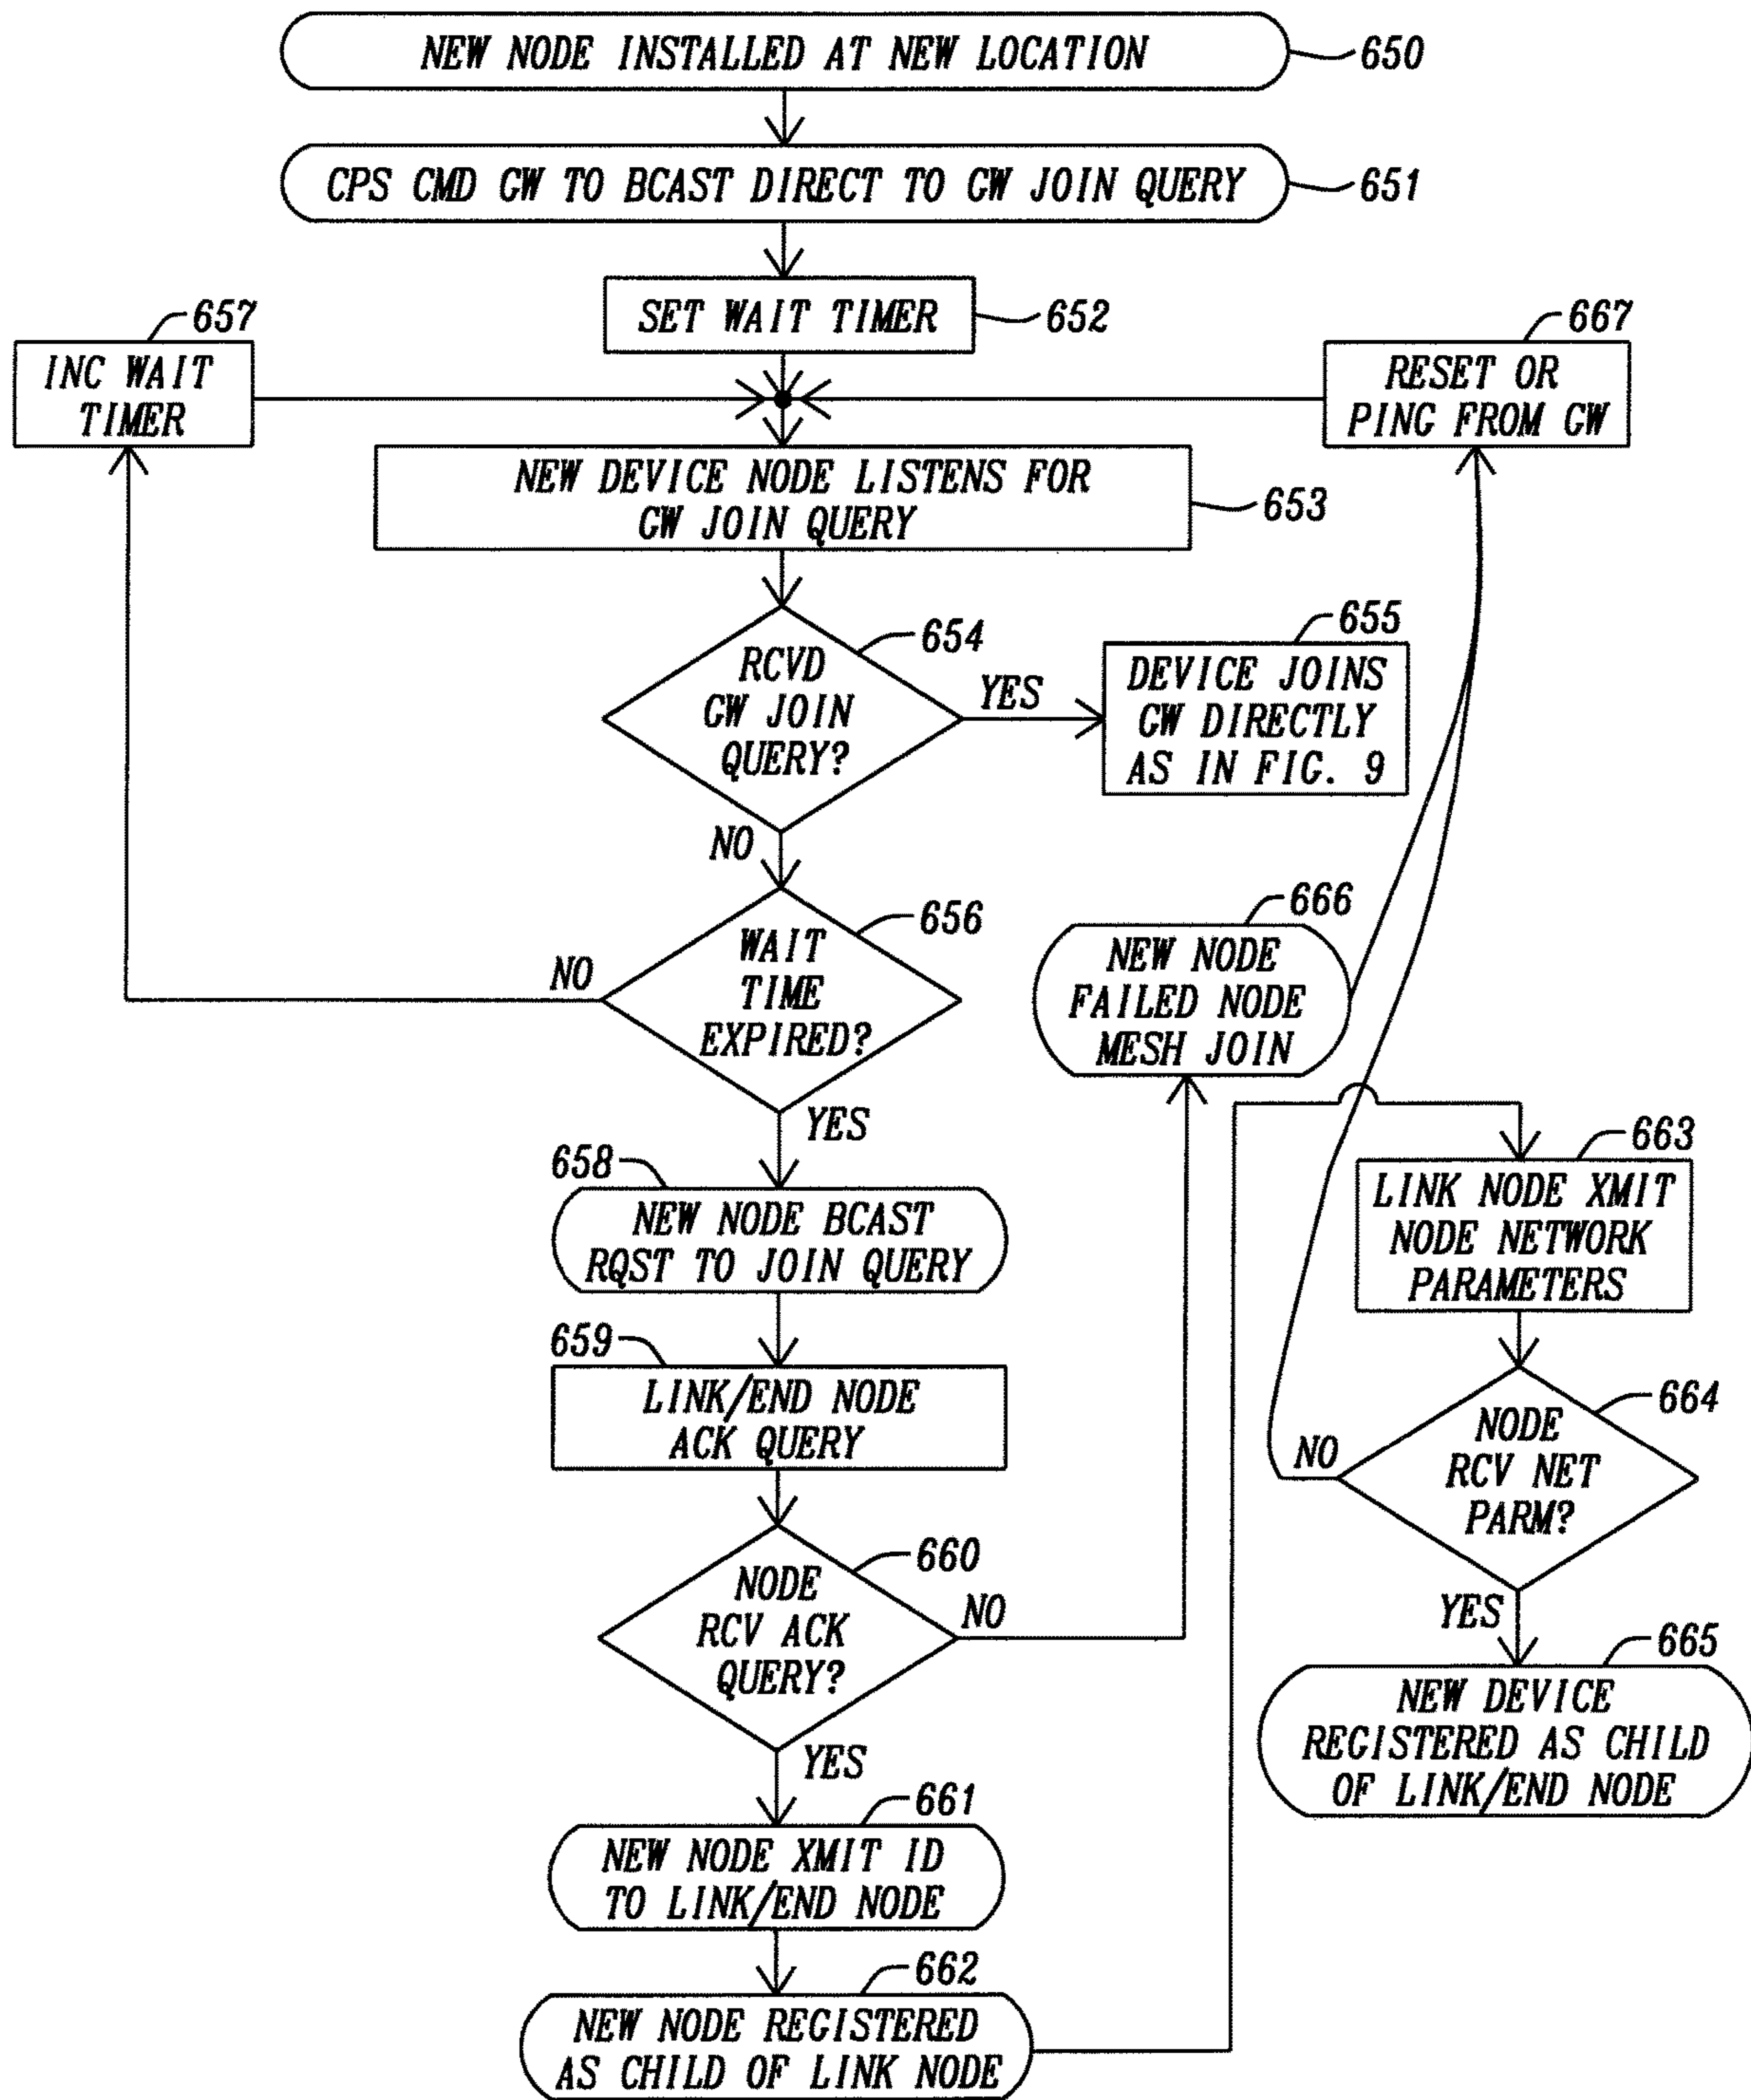 NEW NODE INSTALLED AT NEW LOCATION
650
CPS CMD GW TO BCAST DIRECT TO GW JOIN QUERY
651
SET WAIT TIMER
652
657
INC WAIT
TIMER
667
RESET OR
PING FROM GW
NEW DEVICE NODE LISTENS FOR
GW JOIN QUERY
653
654
RCVD
GW JOIN
QUERY?
YES
655
DEVICE JOINS
GW DIRECTLY
AS IN FIG. 9
NO
656
WAIT
TIME
EXPIRED?
NO
YES
666
NEW NODE
FAILED NODE
MESH JOIN
658
NEW NODE BCAST
RQST TO JOIN QUERY
663
LINK NODE XMIT
NODE NETWORK
PARAMETERS
659
LINK/END NODE
ACK QUERY
664
NODE
RCV NET
PARM?
NO
YES
660
NODE
RCV ACK
QUERY?
NO
YES
665
NEW DEVICE
REGISTERED AS CHILD
OF LINK/END NODE
661
NEW NODE XMIT ID
TO LINK/END NODE
662
NEW NODE REGISTERED
AS CHILD OF LINK NODE